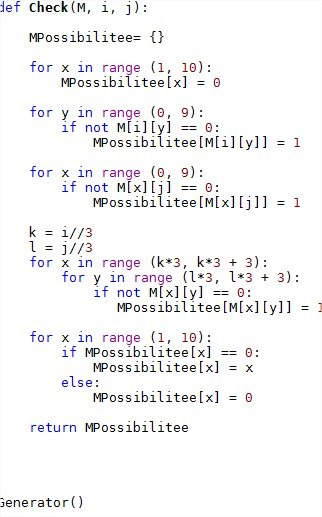 def Check(M, i, j):
MPossibilitee= {}
for x in range (1, 10):
MPossibilitee[x] = 0
for y in range (0, 9):
if not M[i][y] == 0:
MPossibilitee[M[i][y]] = 1
for x in range (0, 9):
if not M[x][j] == 0:
MPossibilitee[M[x][j]] = 1
k = i//3
l = j//3
for x in range (k*3, k*3 + 3):
for y in range (l*3, l*3 + 3):
if not M[x][y] == 0:
MPossibilitee[M[x][y]] = 1
for x in range (1, 10):
if MPossibilitee[x] == 0:
MPossibilitee[x] = x
else:
MPossibilitee[x] = 0
return MPossibilitee
Generator()